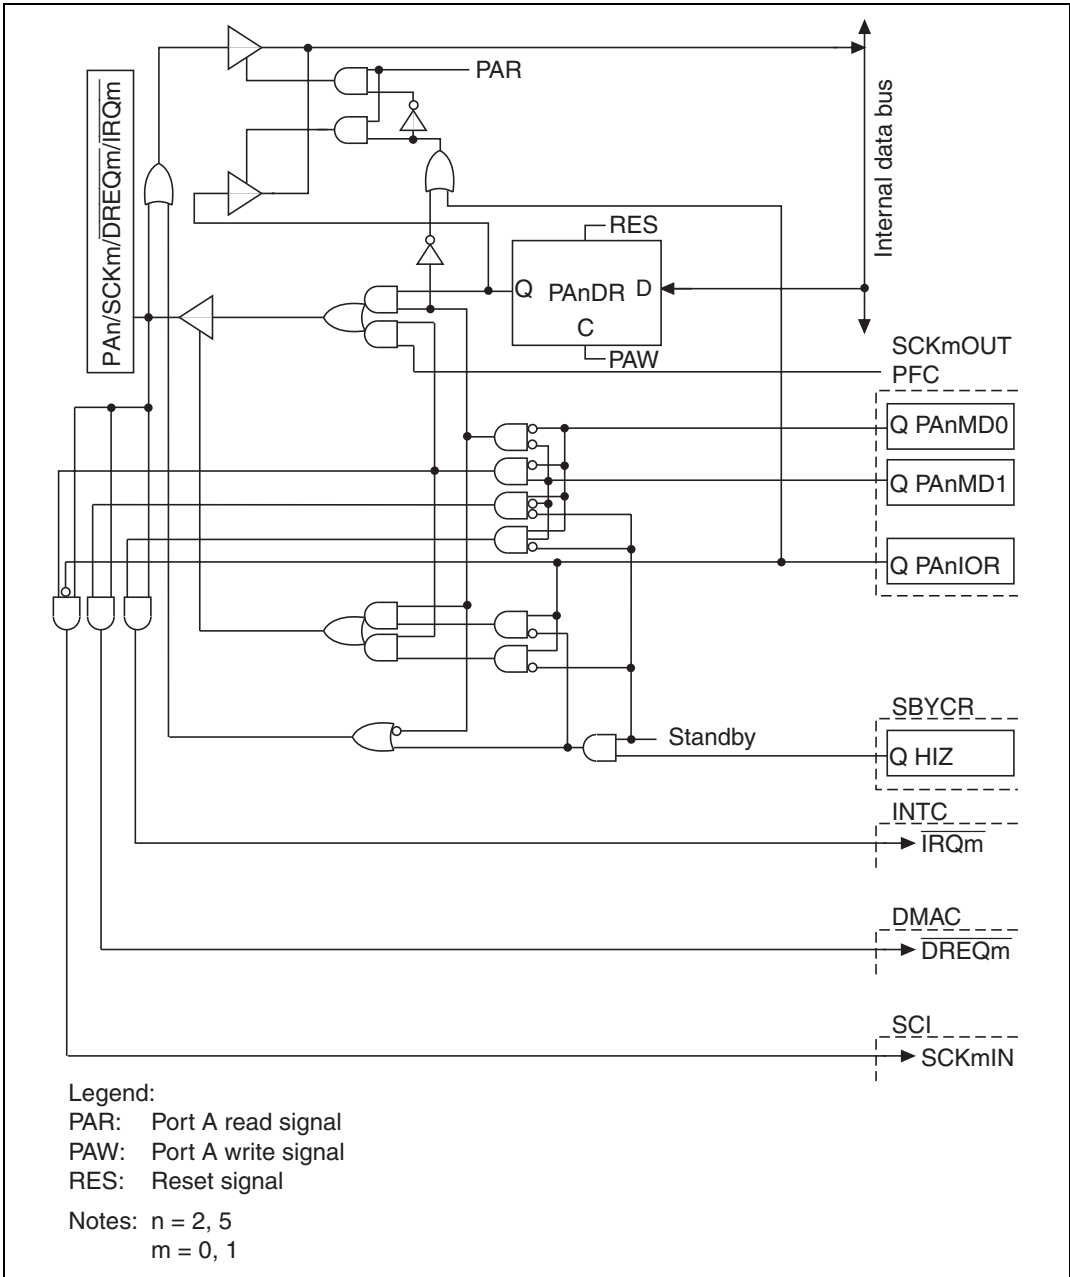 PAR
PAn/SCKm/DREQm/IRQm
Internal data bus
RES
Q PAnDR D
C
PAW
SCKmOUT
PFC
Q PAnMD0
Q PAnMD1
Q PAnIOR
SBYCR
Standby
Q HIZ
INTC
IRQm
DMAC
DREQm
SCI
SCKmIN
Legend:
PAR: Port A read signal
PAW: Port A write signal
RES: Reset signal
Notes: n = 2, 5
m = 0, 1